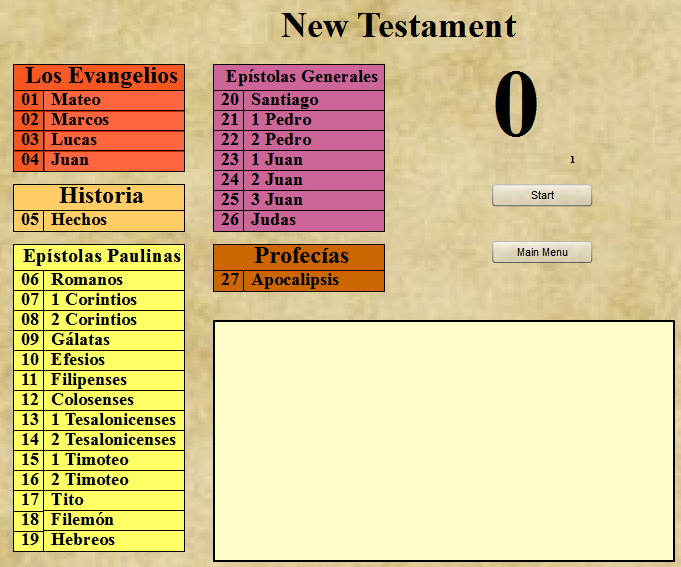 New Testament
Los Evangelios
01 Mateo
02 Marcos
03 Lucas
04 Juan
Historia
05 Hechos
Epístolas Paulinas
06 Romanos
07 1 Corintios
08 2 Corintios
09 Gálatas
10 Efesios
11 Filipenses
12 Colosenses
13 1 Tesalonicenses
14 2 Tesalonicenses
15 1 Timoteo
16 2 Timoteo
17 Tito
18 Filemón
19 Hebreos
Epístolas Generales
20 Santiago
21 1 Pedro
22 2 Pedro
23 1 Juan
24 2 Juan
25 3 Juan
26 Judas
Profecías
27 Apocalipsis
0
1
Start
Main Menu